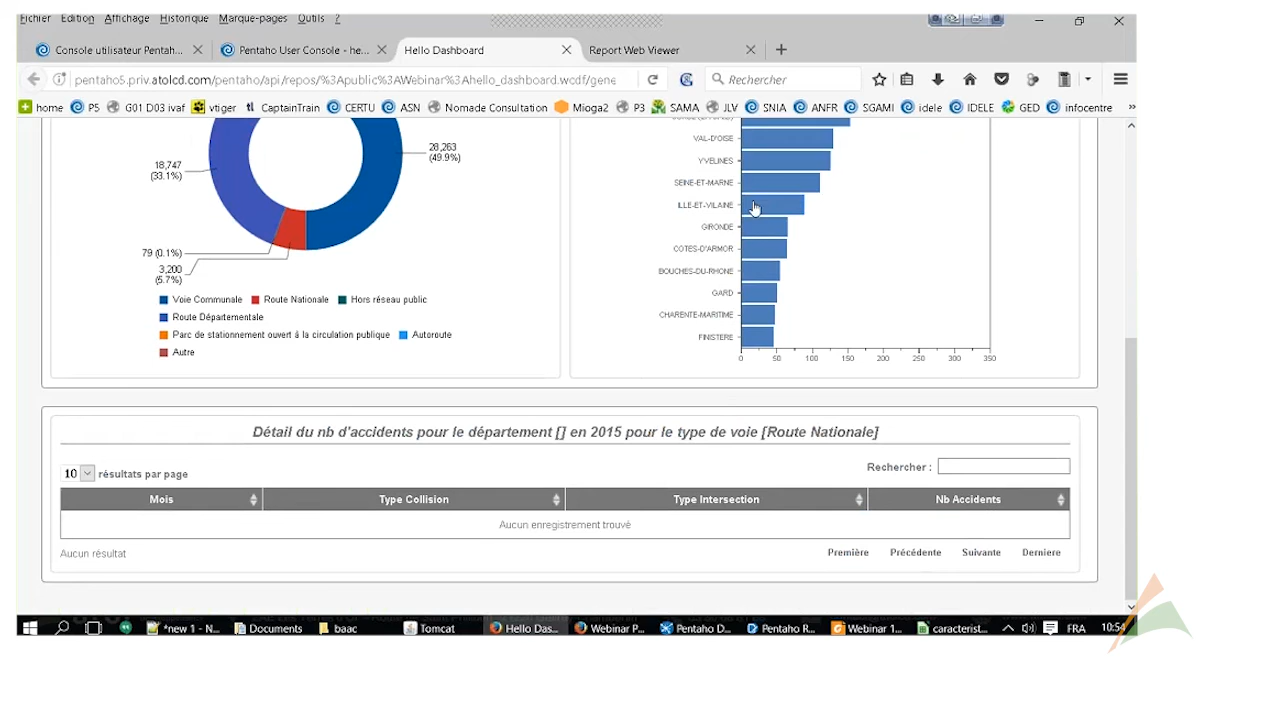 Fichier Edition Affichage Historique Marque-pages Outils ?
Console utilisateur Pentah... Pentaho User Console - he... Hello Dashboard Report Web Viewer
pentaho5.priv.atolcd.com/pentaho/api/repos/%3Apublic%3AWebinar%3Ahello_dashboard.wcdf/gene Rechercher
home P5 G01 D03 ivaf vtiger CaptainTrain CERTU ASN Nomade Consultation Mioga2 P3 SAMA JLV SNIA ANFR SGAMI idele IDELE GED infocentre »
28,263
(49.9%)
18,747
(33.1%)
79 (0.1%)
3,200
(5.7%)
Voie Communale Route Nationale Hors réseau public
Route Départementale
Parc de stationnement ouvert à la circulation publique Autoroute
Autre
VAL-D'OISE
YVELINES
SEINE-ET-MARNE
ILLE-ET-VILAINE
GIRONDE
COTES-D'ARMOR
BOUCHES-DU-RHONE
GARD
CHARENTE-MARITIME
FINISTERE
0 50 100 150 200 250 300 350
Détail du nb d'accidents pour le département [] en 2015 pour le type de voie [Route Nationale]
10 résultats par page Rechercher :
Mois Type Collision Type Intersection Nb Accidents
Aucun enregistrement trouvé
Aucun résultat Première Précédente Suivante Derniere
*new 1 - N... Documents baac Tomcat Hello Das... Webinar P... Pentaho D... Pentaho R... Webinar 1... caracterist... FRA 10:54